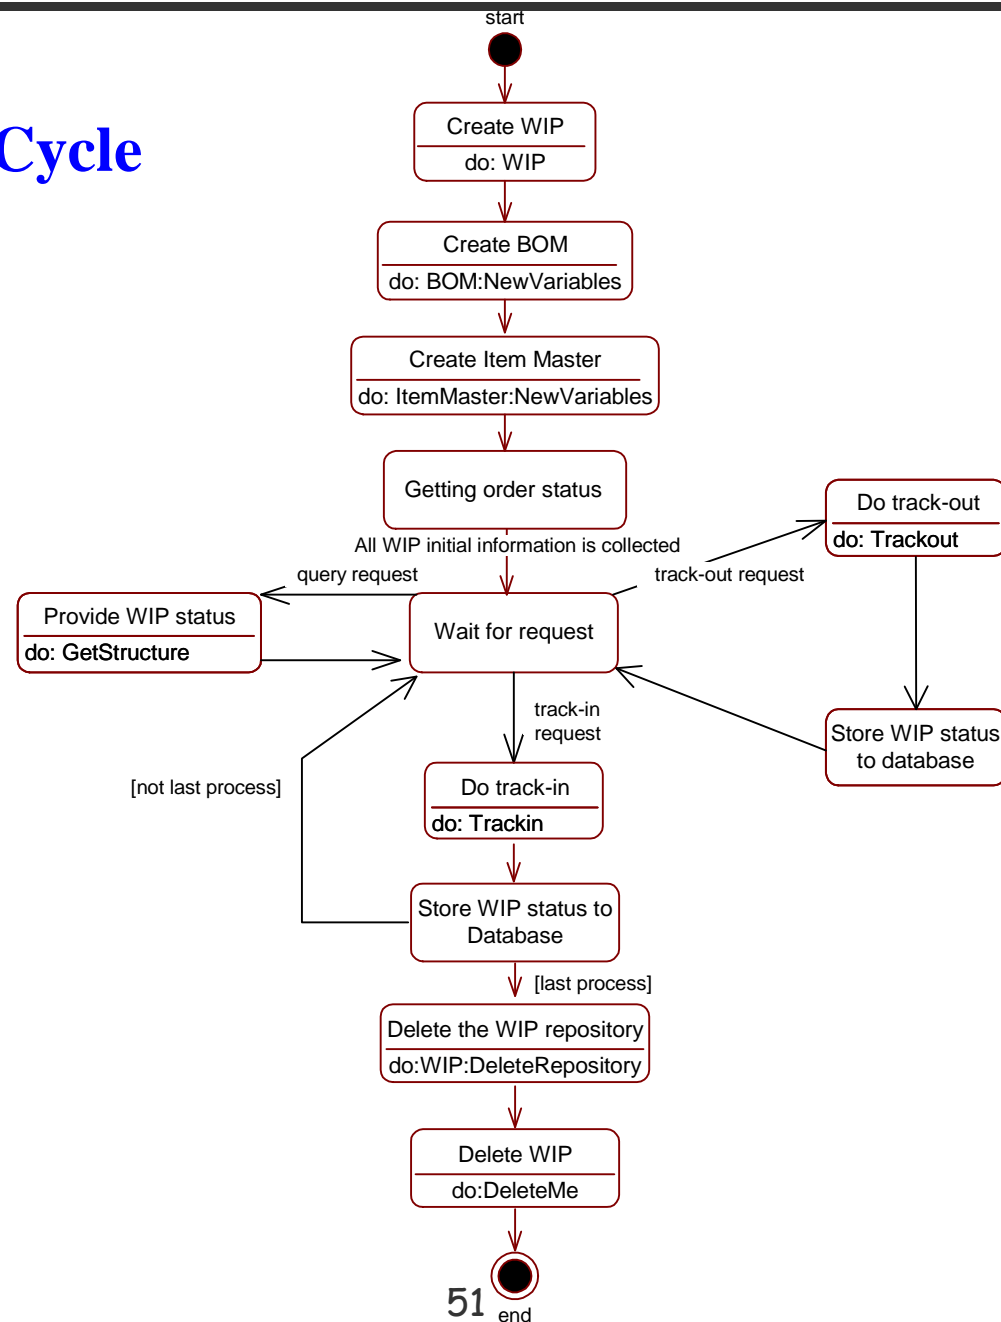 start
Cycle
Create WIP
do: WIP
Create BOM
do: BOM:NewVariables
Create Item Master
do: ItemMaster:NewVariables
Getting order status
Do track-out
do: Trackout
All WIP initial information is collected
query request
track-out request
Provide WIP status
do: GetStructure
Wait for request
track-in
request
Store WIP status
to database
[not last process]
Do track-in
do: Trackin
Store WIP status to
Database
[last process]
Delete the WIP repository
do:WIP:DeleteRepository
Delete WIP
do:DeleteMe
51
end